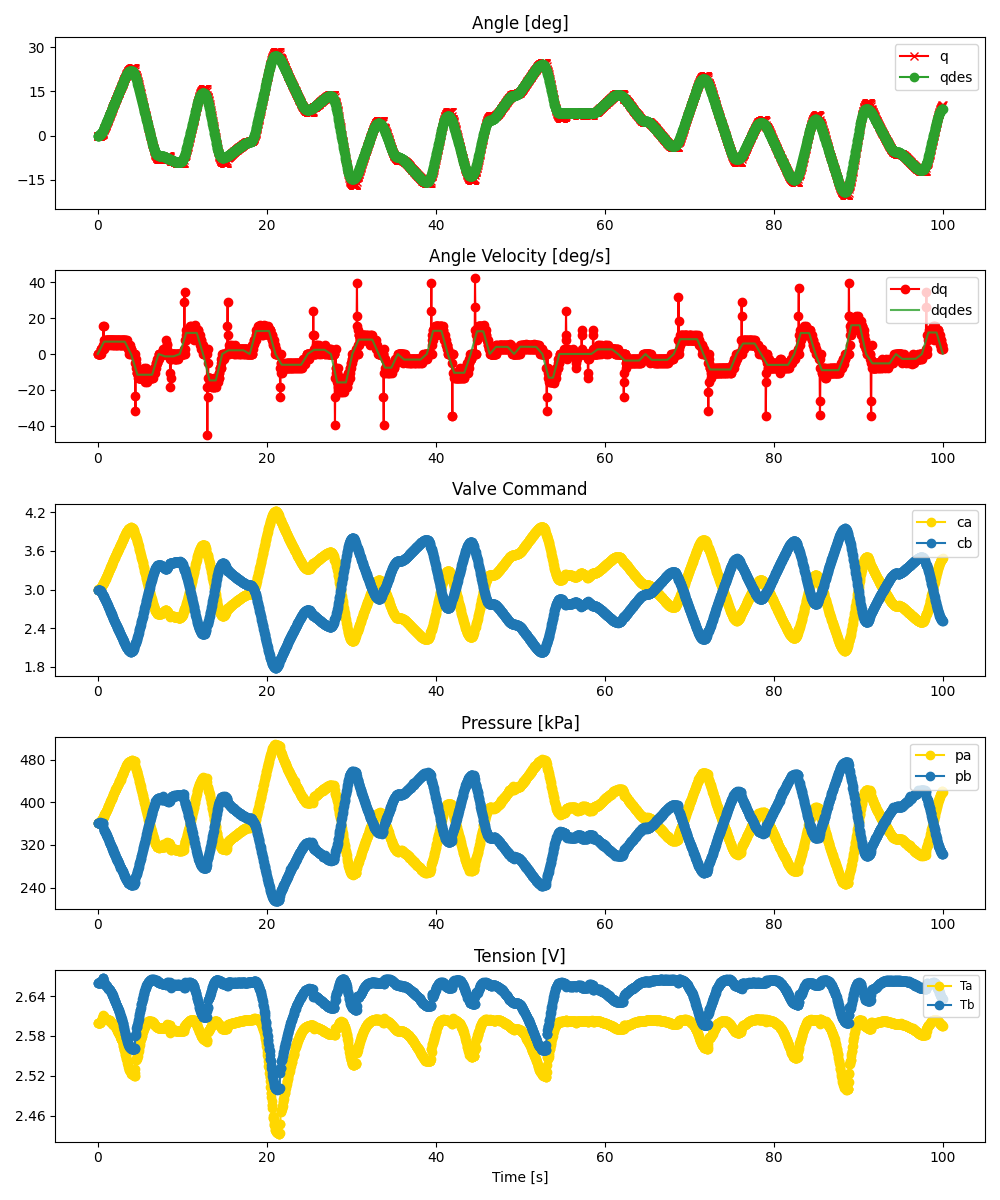 Angle [deg]
30
15
0
−15
q
qdes
0 20 40 60 80 100
Angle Velocity [deg/s]
40
20
0
−20
−40
dq
dqdes
0 20 40 60 80 100
Valve Command
4.2
3.6
3.0
2.4
1.8
ca
cb
0 20 40 60 80 100
Pressure [kPa]
480
400
320
240
pa
pb
0 20 40 60 80 100
Tension [V]
2.64
2.58
2.52
2.46
Ta
Tb
0 20 40 60 80 100
Time [s]